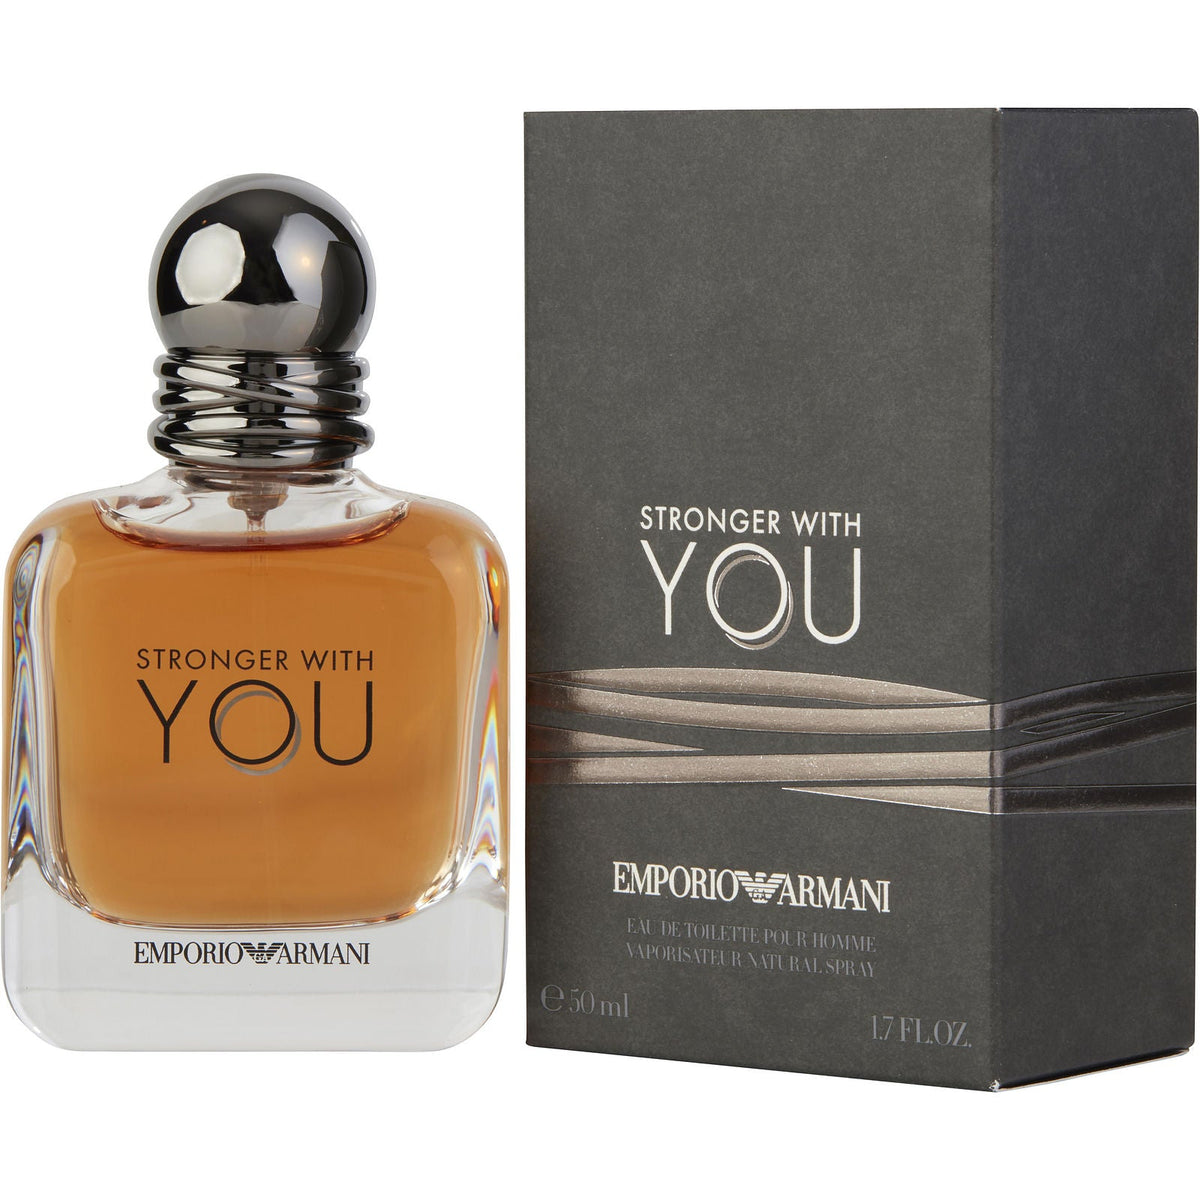 STRONGER WITH
YOU
EMPORIO ARMANI
STRONGER WITH
YOU
EMPORIO ARMANI
EAU DE TOILETTE POUR HOMME
VAPORISATEUR NATURAL SPRAY
℮ 50 ml
1.7 FL.OZ.